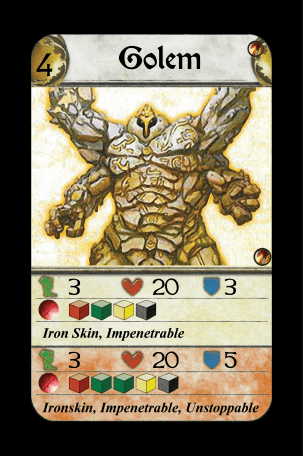 4 Golem
3 20 3
Iron Skin, Impenetrable
3 20 5
Ironskin, Impenetrable, Unstoppable